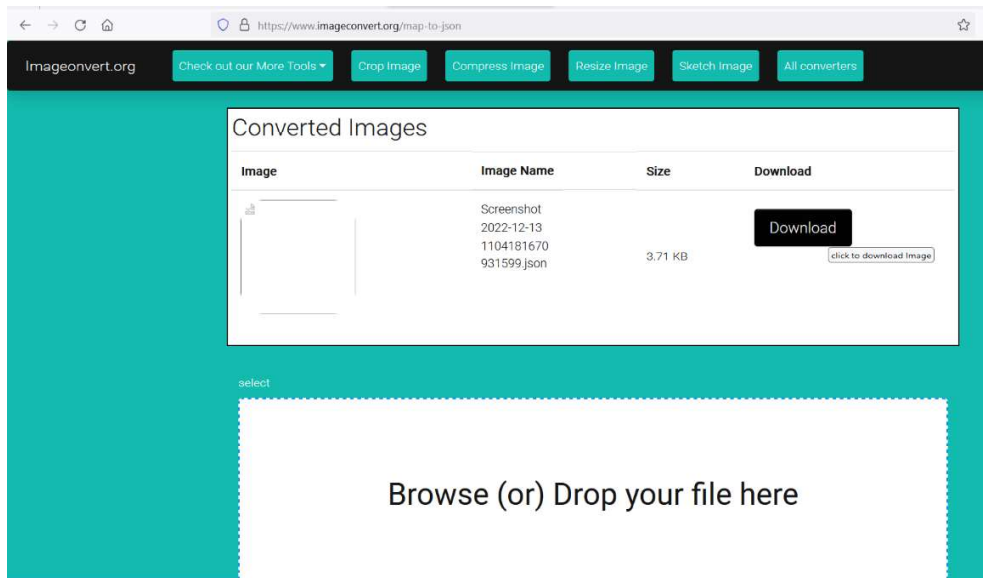 https://www.imageconvert.org/map-to-json
Imageonvert.org
Check out our More Tools
Crop Image
Compress Image
Resize Image
Sketch Image
All converters
Converted Images
Image
Image Name
Size
Download
Screenshot
2022-12-13
1104181670
931599.json
3.71 KB
Download
click to download Image
select
Browse (or) Drop your file here